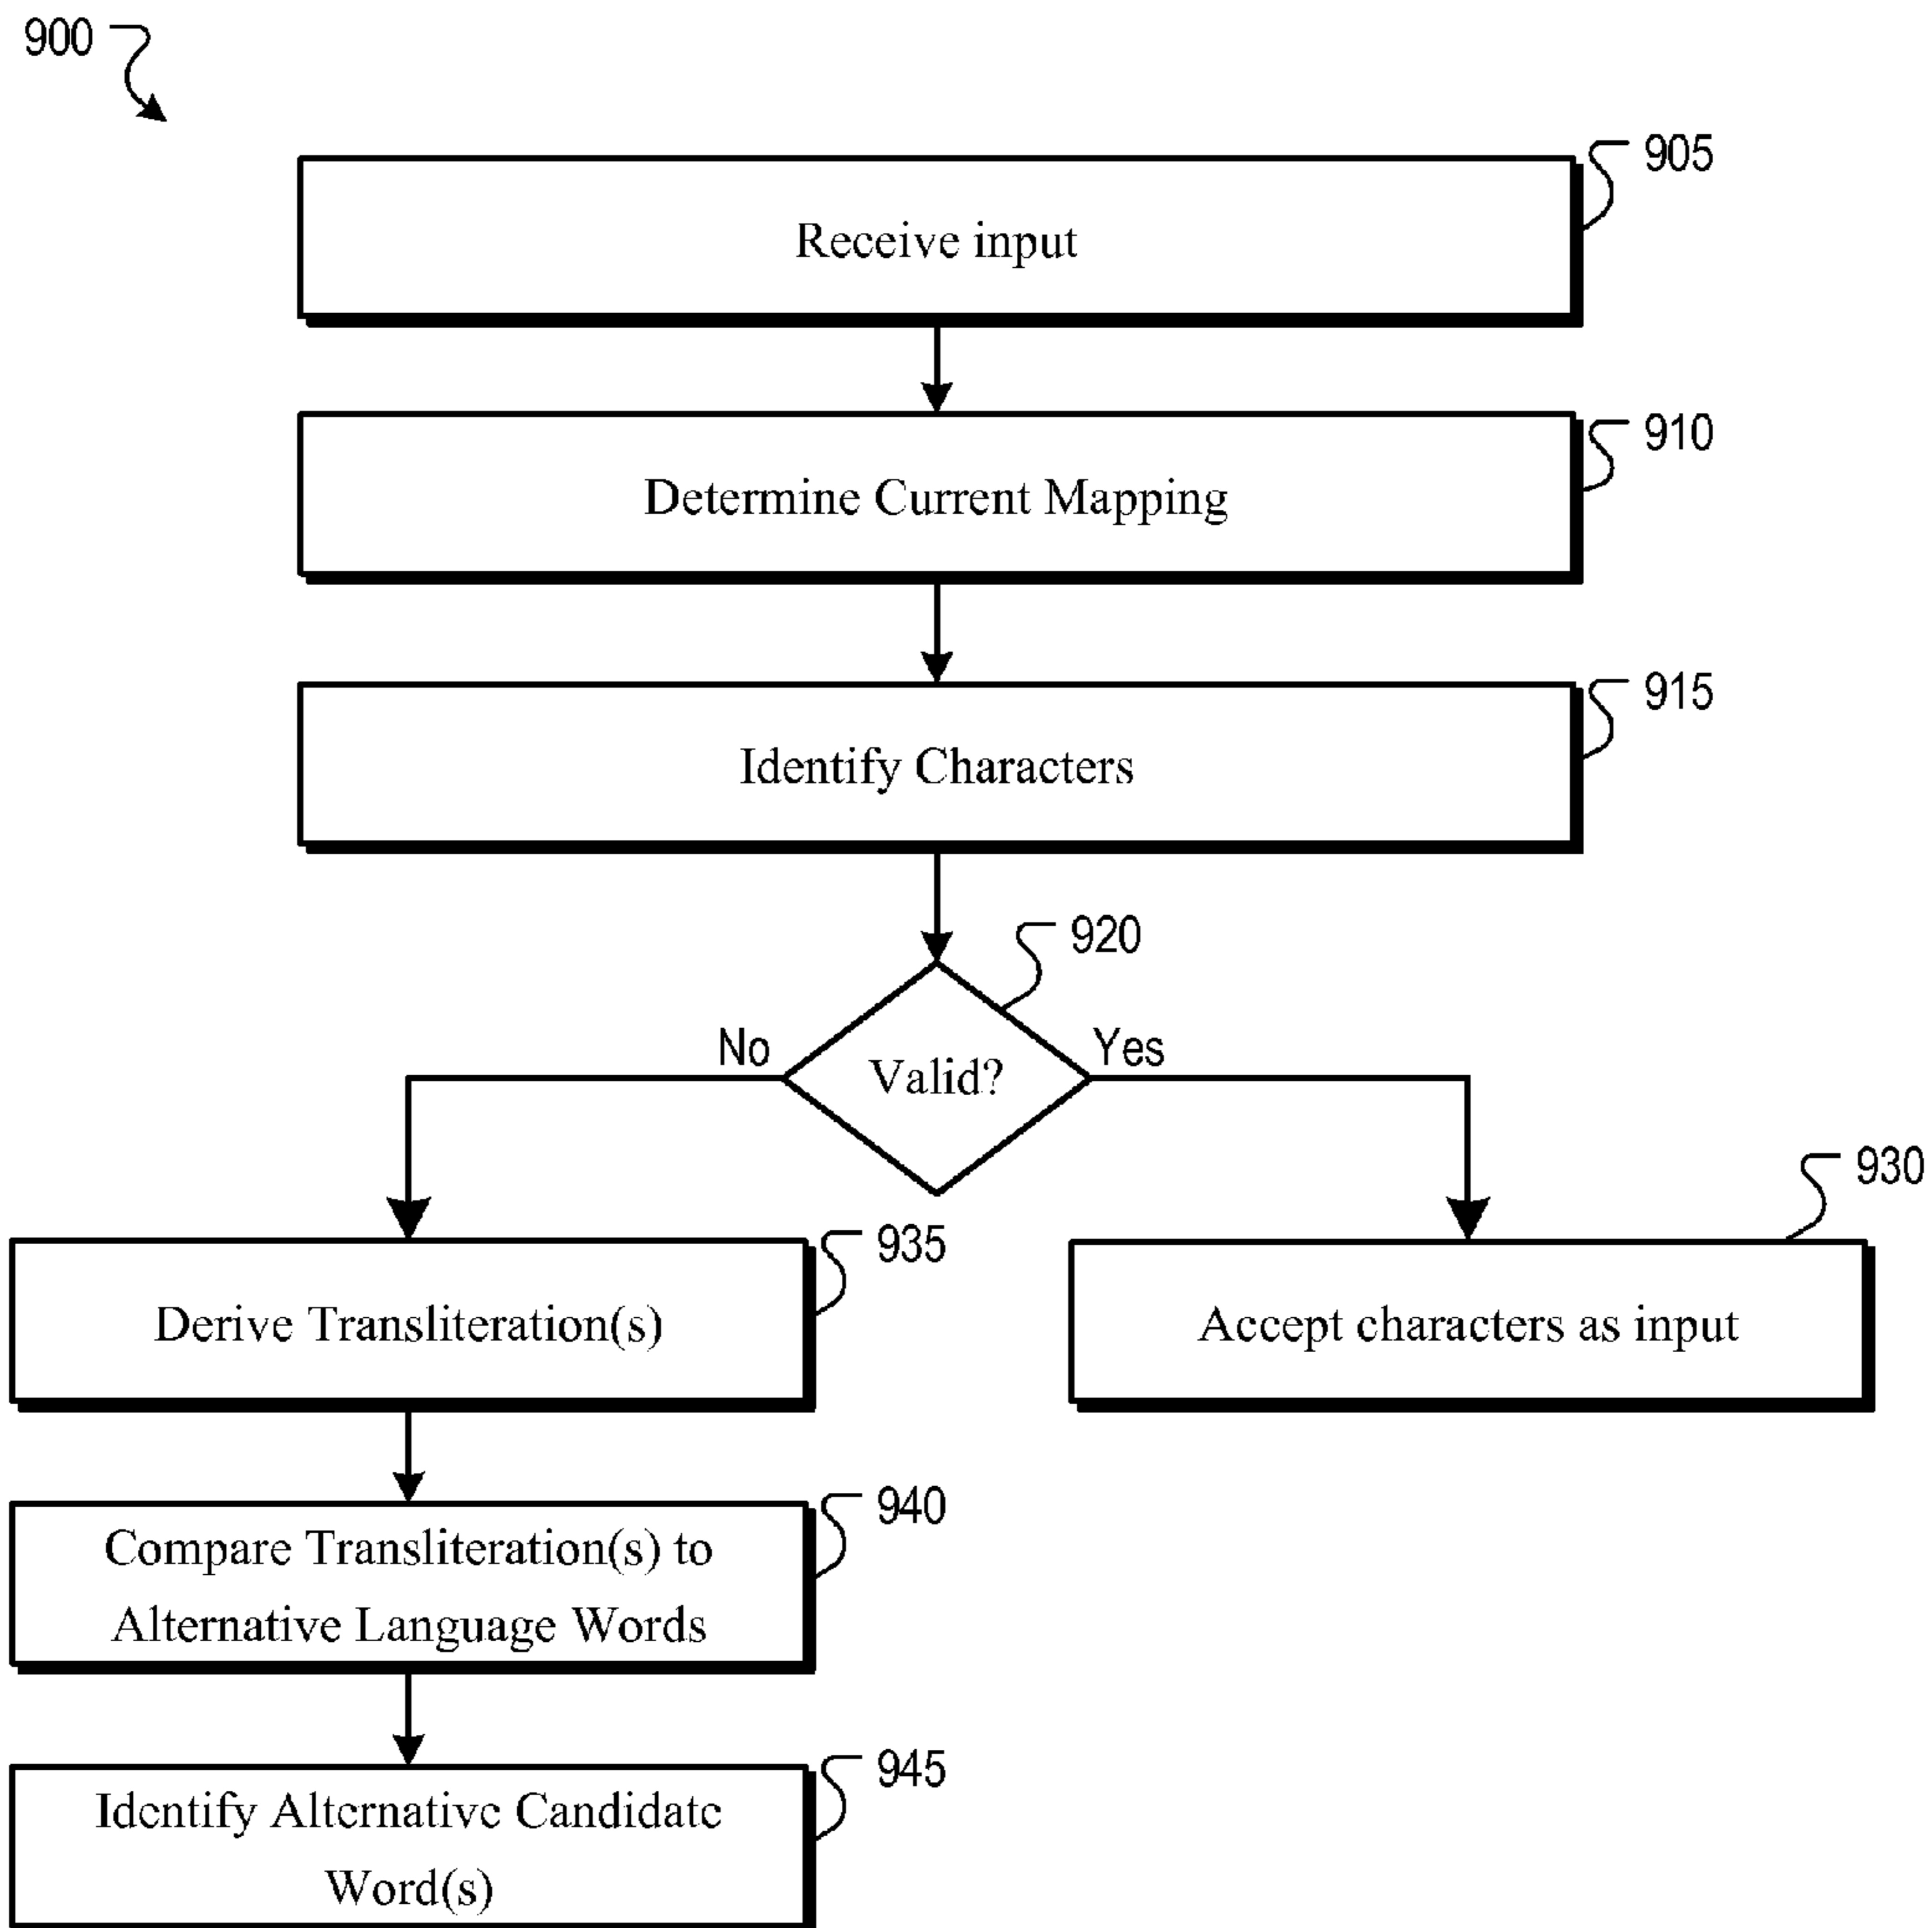 900
905
Receive input
910
Determine Current Mapping
915
Identify Characters
920
No
Yes
Valid?
930
935
Derive Transliteration(s)
Accept characters as input
940
Compare Transliteration(s) to
Alternative Language Words
945
Identify Alternative Candidate
Word(s)